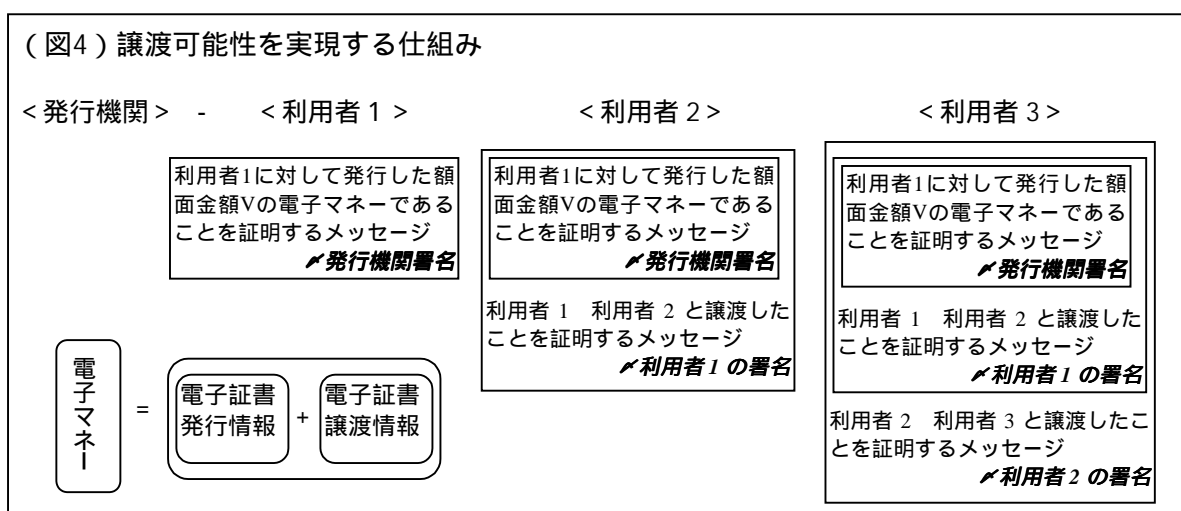 （図4）譲渡可能性を実現する仕組み
＜発行機関＞ - ＜利用者１＞ ＜利用者２＞ ＜利用者３＞
利用者1に対して発行した額
面金額Vの電子マネーである
ことを証明するメッセージ
〆発行機関署名
利用者1に対して発行した額
面金額Vの電子マネーである
ことを証明するメッセージ
〆発行機関署名
利用者 1　利用者 2 と譲渡した
ことを証明するメッセージ
〆利用者1 の署名
利用者1に対して発行した額
面金額Vの電子マネーである
ことを証明するメッセージ
〆発行機関署名
利用者 1　利用者 2 と譲渡した
ことを証明するメッセージ
〆利用者1 の署名
利用者 2　利用者 3 と譲渡したこ
とを証明するメッセージ
〆利用者2 の署名
電子マネー
=
電子証書
発行情報
+
電子証書
譲渡情報